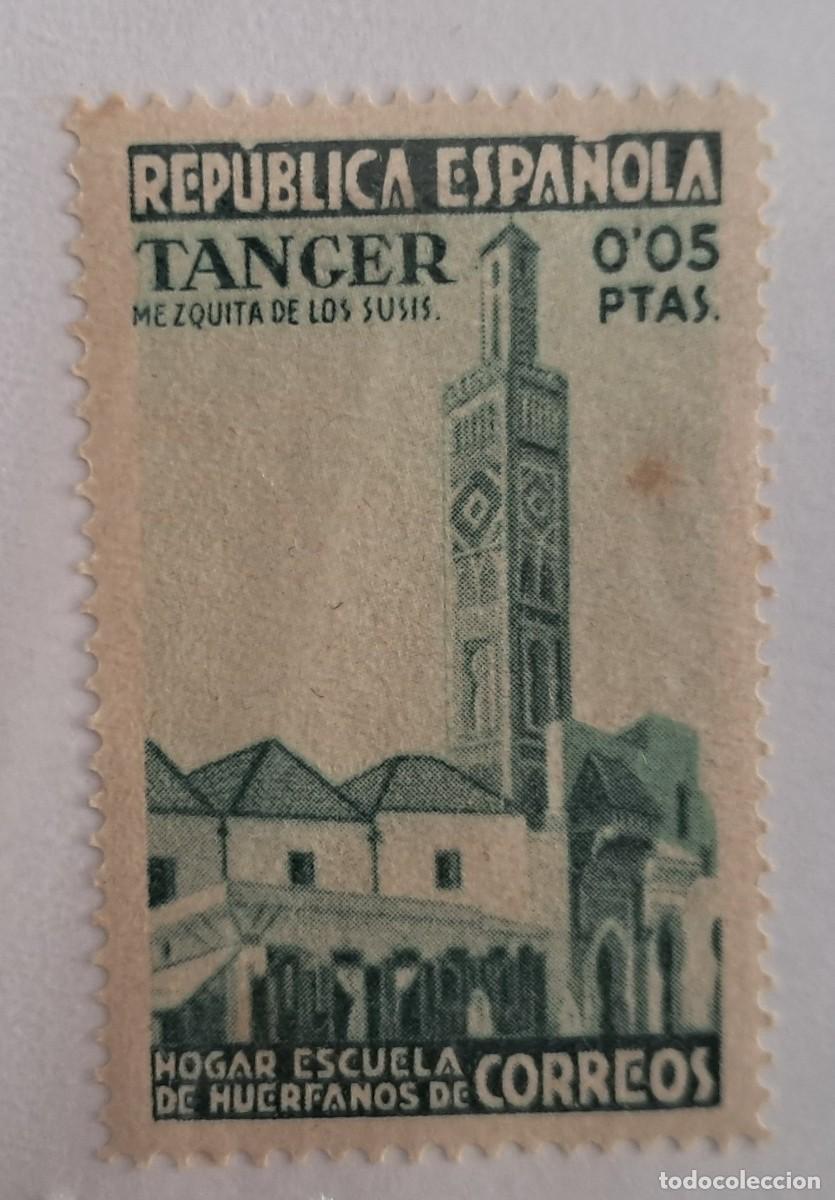 REPUBLICA ESPAÑOLA
TANGER 0'05
MEZQUITA DE LOS SUSIS. PTAS.
HOGAR ESCUELA
DE HUERFANOS DE CORREOS
todocoleccion